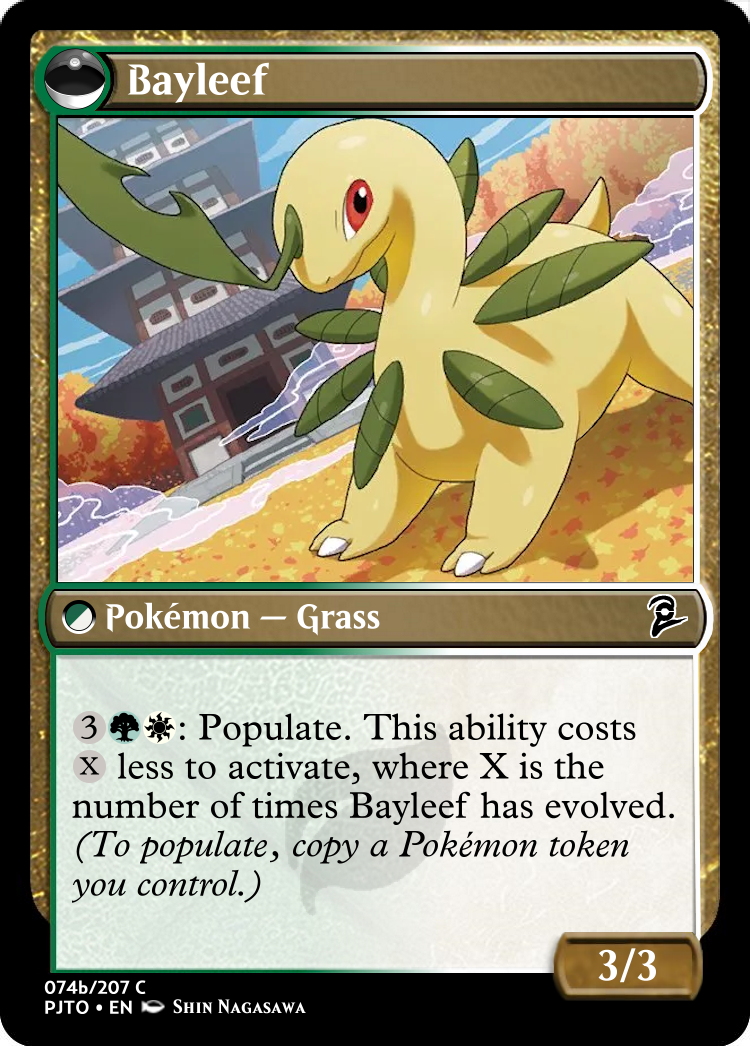 Bayleef
Pokémon — Grass
3: Populate. This ability costs
X less to activate, where X is the
number of times Bayleef has evolved.
(To populate, copy a Pokémon token
you control.)
3/3
074b/207 C
PJTO • EN Shin Nagasawa